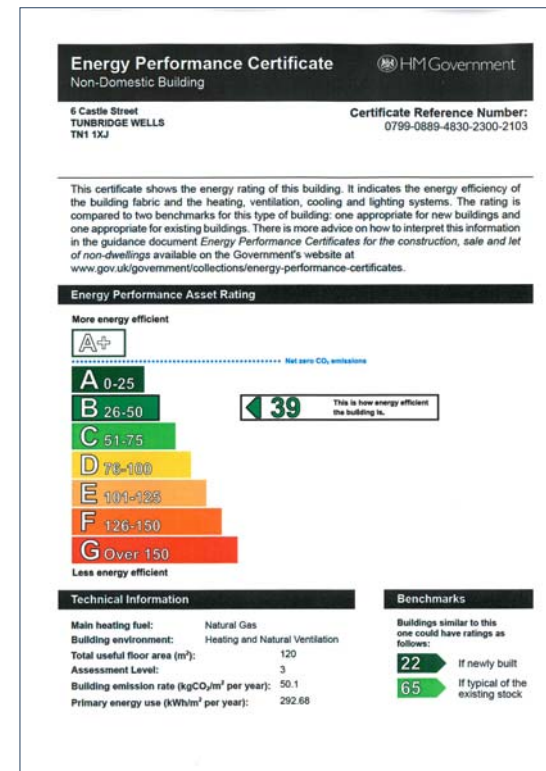 Energy Performance Certificate
Non-Domestic Building
HM Government
6 Castle Street
TUNBRIDGE WELLS
TN1 1XJ
Certificate Reference Number:
0799-0889-4830-2300-2103
This certificate shows the energy rating of this building. It indicates the energy efficiency of
the building fabric and the heating, ventilation, cooling and lighting systems. The rating is
compared to two benchmarks for this type of building: one appropriate for new buildings and
one appropriate for existing buildings. There is more advice on how to interpret this information
in the guidance document Energy Performance Certificates for the construction, sale and let
of non-dwellings available on the Government's website at
www.gov.uk/government/collections/energy-performance-certificates.
Energy Performance Asset Rating
More energy efficient
A+
Net zero CO₂ emissions
A 0-25
B 26-50
39
This is how energy efficient
the building is.
C 51-75
D 76-100
E 101-125
F 126-150
G Over 150
Less energy efficient
Technical Information
Main heating fuel: Natural Gas
Building environment: Heating and Natural Ventilation
Total useful floor area (m²): 120
Assessment Level: 3
Building emission rate (kgCO₂/m² per year): 50.1
Primary energy use (kWh/m² per year): 292.68
Benchmarks
Buildings similar to this
one could have ratings as
follows:
22 If newly built
65 If typical of the
existing stock